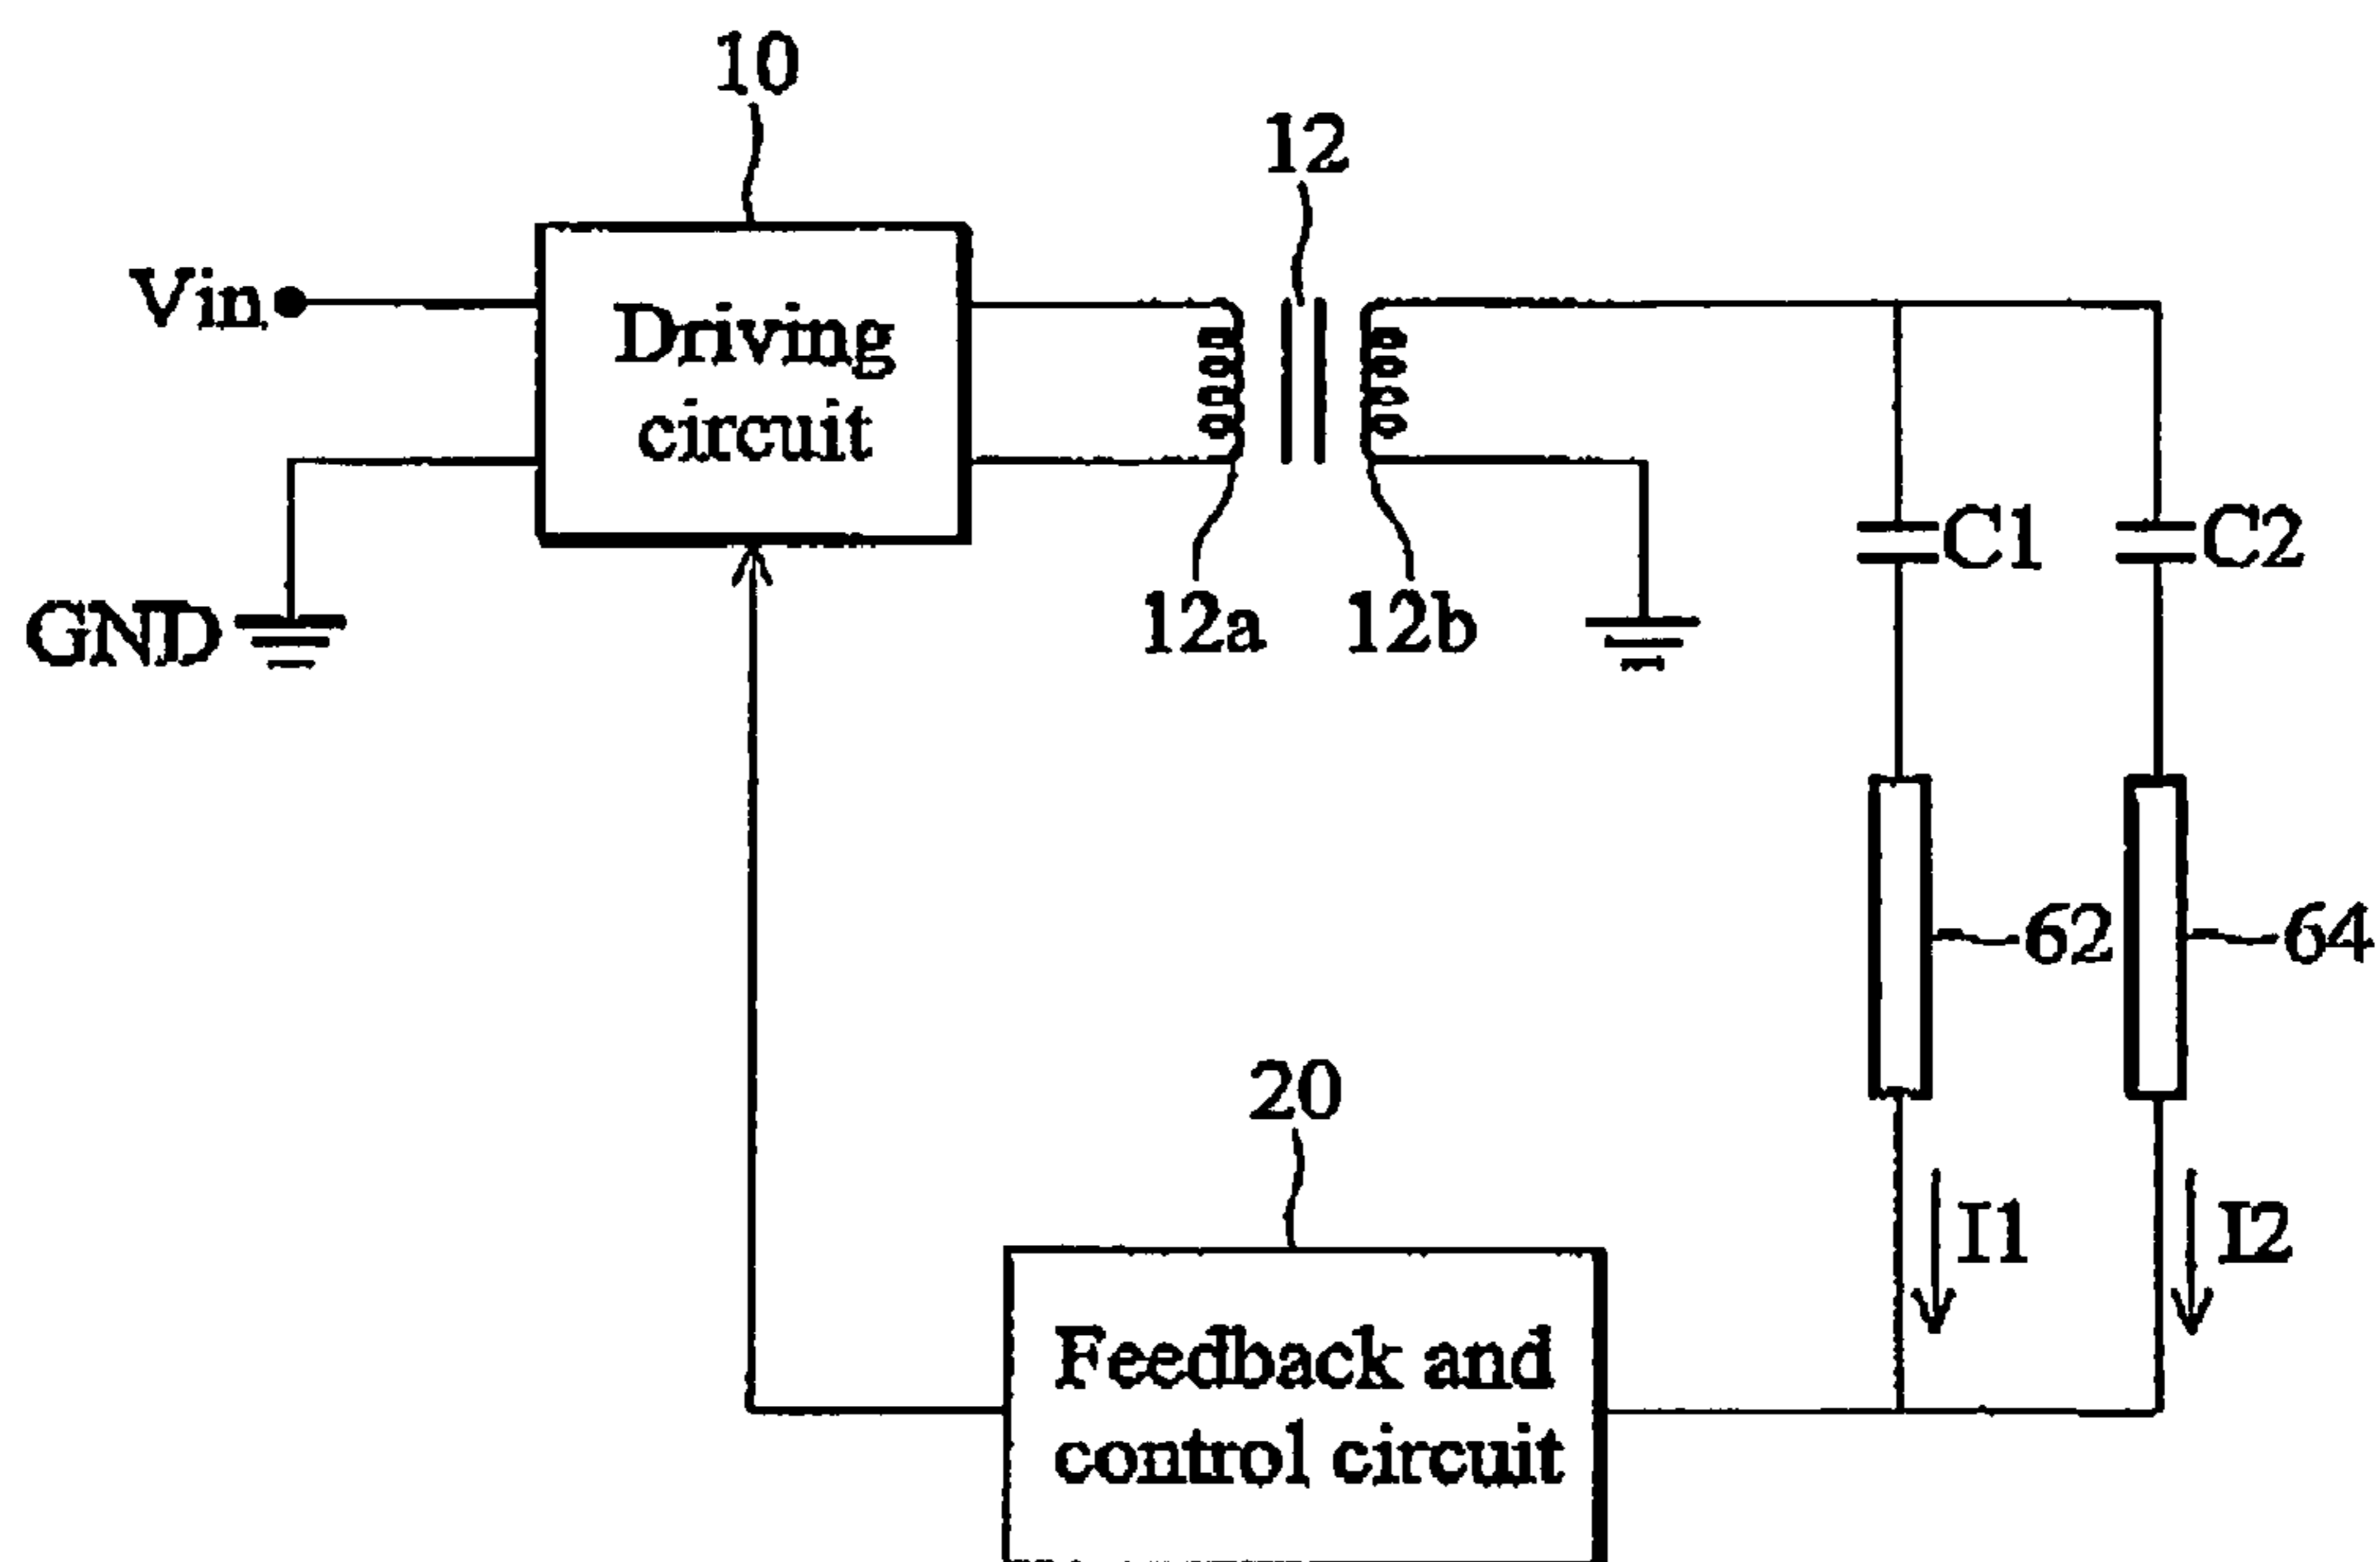 10
12
Vin
Driving
circuit
GND
12a
12b
C1
C2
62
64
20
I1
I2
Feedback and
control circuit